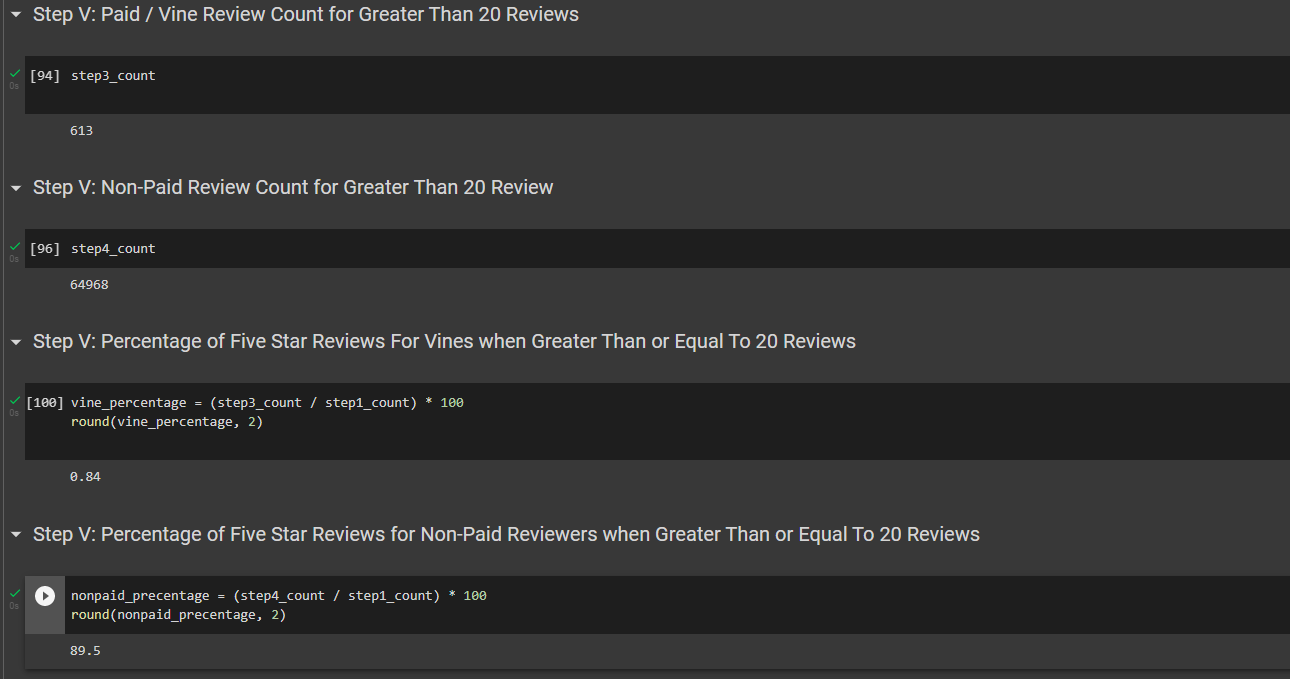 Step V: Paid / Vine Review Count for Greater Than 20 Reviews
[94] step3_count
0s
613
Step V: Non-Paid Review Count for Greater Than 20 Review
[96] step4_count
0s
64968
Step V: Percentage of Five Star Reviews For Vines when Greater Than or Equal To 20 Reviews
[100] vine_percentage = (step3_count / step1_count) * 100
0s
round(vine_percentage, 2)
0.84
Step V: Percentage of Five Star Reviews for Non-Paid Reviewers when Greater Than or Equal To 20 Reviews
nonpaid_precentage = (step4_count / step1_count) * 100
0s
round(nonpaid_precentage, 2)
89.5